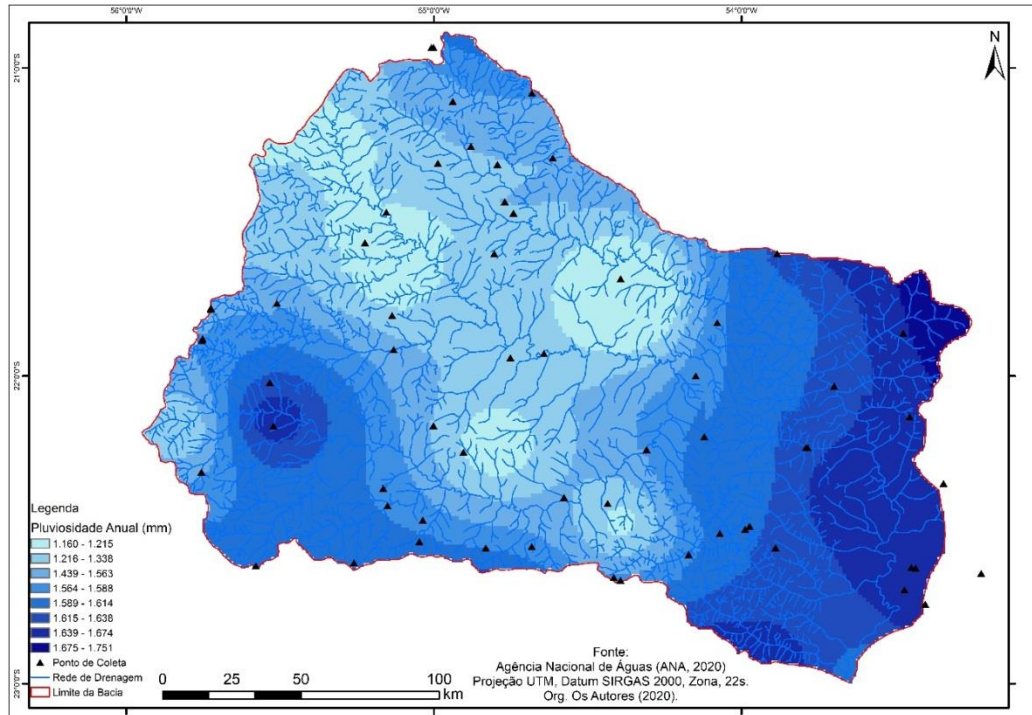 56°0'0"W
55°0'0"W
54°0'0"W
N
21°0'0"S
22°0'0"S
23°0'0"S
Legenda
Pluviosidade Anual (mm)
1.160 - 1.215
1.216 - 1.338
1.439 - 1.563
1.564 - 1.588
1.589 - 1.614
1.615 - 1.638
1.639 - 1.674
1.675 - 1.751
Ponto de Coleta
Rede de Drenagem
Limite da Bacia
0 25 50 100
km
Fonte:
Agência Nacional de Águas (ANA, 2020)
Projeção UTM, Datum SIRGAS 2000, Zona, 22s.
Org. Os Autores (2020).